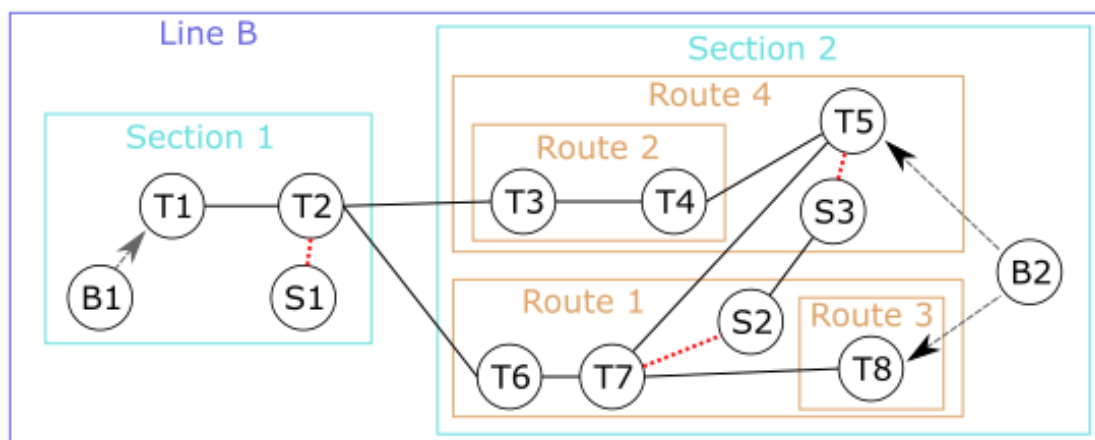 Line B
Section 2
Route 4
Section 1
Route 2
T5
T1
T2
T3
T4
S3
B1
S1
B2
Route 1
S2
Route 3
T6
T7
T8